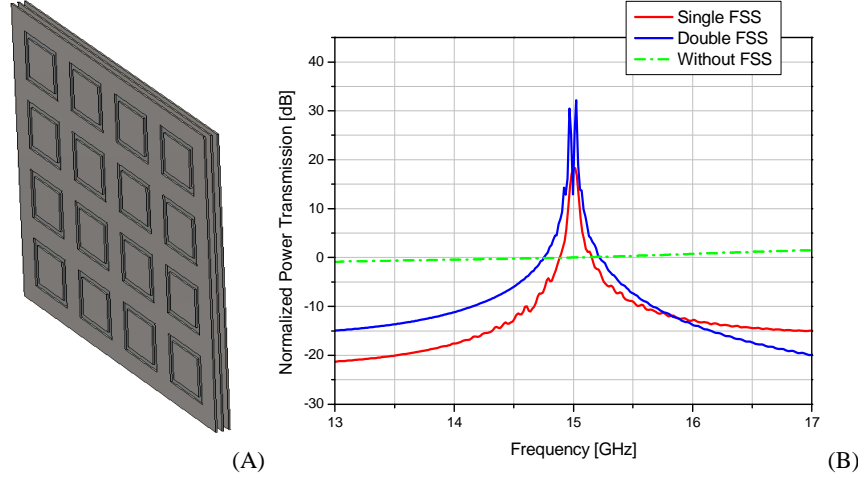 Single FSS
Double FSS
Without FSS
Normalized Power Transmission [dB]
40
30
20
10
0
-10
-20
-30
13
14
15
16
17
Frequency [GHz]
(A)
(B)